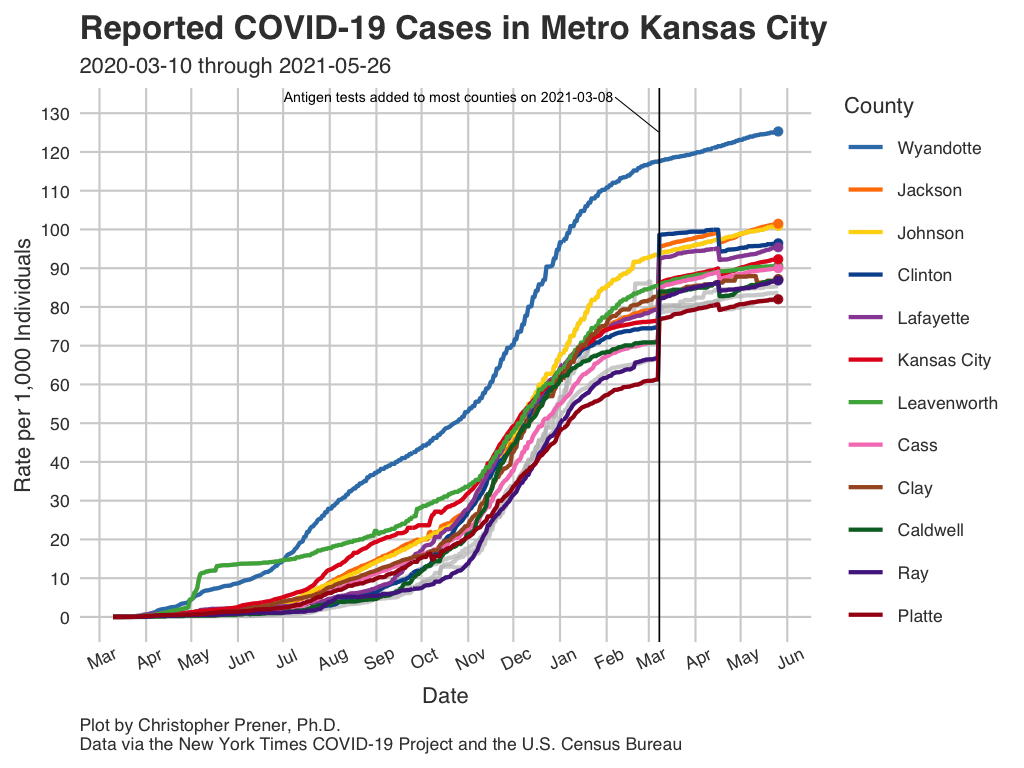 Reported COVID-19 Cases in Metro Kansas City
2020-03-10 through 2021-05-26
Antigen tests added to most counties on 2021-03-08
Rate per 1,000 Individuals
130
120
110
100
90
80
70
60
50
40
30
20
10
0
Mar Apr May Jun Jul Aug Sep Oct Nov Dec Jan Feb Mar Apr May Jun
Date
County
Wyandotte
Jackson
Johnson
Clinton
Lafayette
Kansas City
Leavenworth
Cass
Clay
Caldwell
Ray
Platte
Plot by Christopher Prener, Ph.D.
Data via the New York Times COVID-19 Project and the U.S. Census Bureau